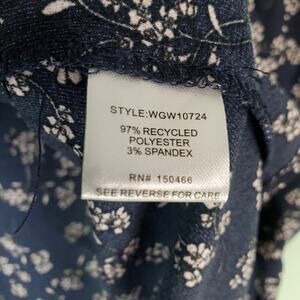 STYLE:WGW10724
97% RECYCLED
POLYESTER
3% SPANDEX
RN# 150466
SEE REVERSE FOR CARE